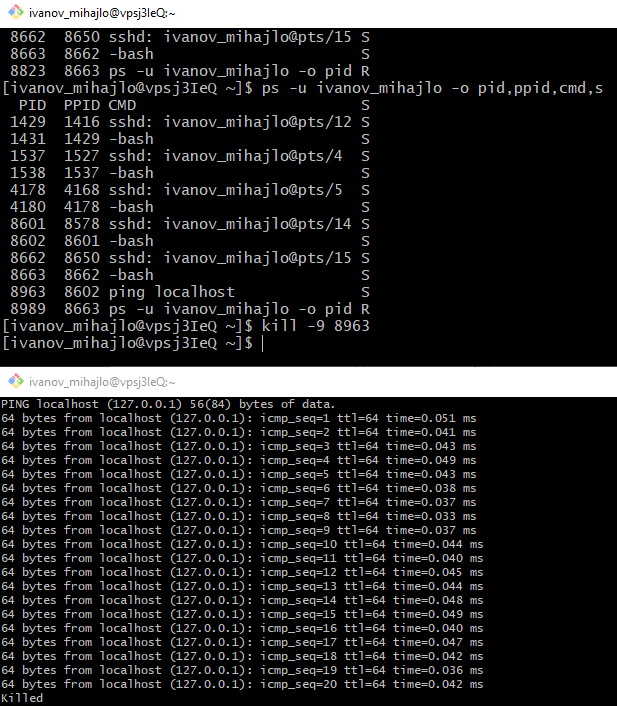 ivanov_mihajlo@vpsj3IeQ:~
8662 8650 sshd: ivanov_mihajlo@pts/15 S
8663 8662 -bash S
8823 8663 ps -u ivanov_mihajlo -o pid R
[ivanov_mihajlo@vpsj3IeQ ~]$ ps -u ivanov_mihajlo -o pid,ppid,cmd,s
PID PPID CMD S
1429 1416 sshd: ivanov_mihajlo@pts/12 S
1431 1429 -bash S
1537 1527 sshd: ivanov_mihajlo@pts/4 S
1538 1537 -bash S
4178 4168 sshd: ivanov_mihajlo@pts/5 S
4180 4178 -bash S
8601 8578 sshd: ivanov_mihajlo@pts/14 S
8602 8601 -bash S
8662 8650 sshd: ivanov_mihajlo@pts/15 S
8663 8662 -bash S
8963 8602 ping localhost S
8989 8663 ps -u ivanov_mihajlo -o pid R
[ivanov_mihajlo@vpsj3IeQ ~]$ kill -9 8963
[ivanov_mihajlo@vpsj3IeQ ~]$
ivanov_mihajlo@vpsj3IeQ:~
PING localhost (127.0.0.1) 56(84) bytes of data.
64 bytes from localhost (127.0.0.1): icmp_seq=1 ttl=64 time=0.051 ms
64 bytes from localhost (127.0.0.1): icmp_seq=2 ttl=64 time=0.041 ms
64 bytes from localhost (127.0.0.1): icmp_seq=3 ttl=64 time=0.043 ms
64 bytes from localhost (127.0.0.1): icmp_seq=4 ttl=64 time=0.049 ms
64 bytes from localhost (127.0.0.1): icmp_seq=5 ttl=64 time=0.043 ms
64 bytes from localhost (127.0.0.1): icmp_seq=6 ttl=64 time=0.038 ms
64 bytes from localhost (127.0.0.1): icmp_seq=7 ttl=64 time=0.037 ms
64 bytes from localhost (127.0.0.1): icmp_seq=8 ttl=64 time=0.033 ms
64 bytes from localhost (127.0.0.1): icmp_seq=9 ttl=64 time=0.037 ms
64 bytes from localhost (127.0.0.1): icmp_seq=10 ttl=64 time=0.044 ms
64 bytes from localhost (127.0.0.1): icmp_seq=11 ttl=64 time=0.040 ms
64 bytes from localhost (127.0.0.1): icmp_seq=12 ttl=64 time=0.045 ms
64 bytes from localhost (127.0.0.1): icmp_seq=13 ttl=64 time=0.044 ms
64 bytes from localhost (127.0.0.1): icmp_seq=14 ttl=64 time=0.048 ms
64 bytes from localhost (127.0.0.1): icmp_seq=15 ttl=64 time=0.049 ms
64 bytes from localhost (127.0.0.1): icmp_seq=16 ttl=64 time=0.040 ms
64 bytes from localhost (127.0.0.1): icmp_seq=17 ttl=64 time=0.047 ms
64 bytes from localhost (127.0.0.1): icmp_seq=18 ttl=64 time=0.042 ms
64 bytes from localhost (127.0.0.1): icmp_seq=19 ttl=64 time=0.036 ms
64 bytes from localhost (127.0.0.1): icmp_seq=20 ttl=64 time=0.042 ms
Killed